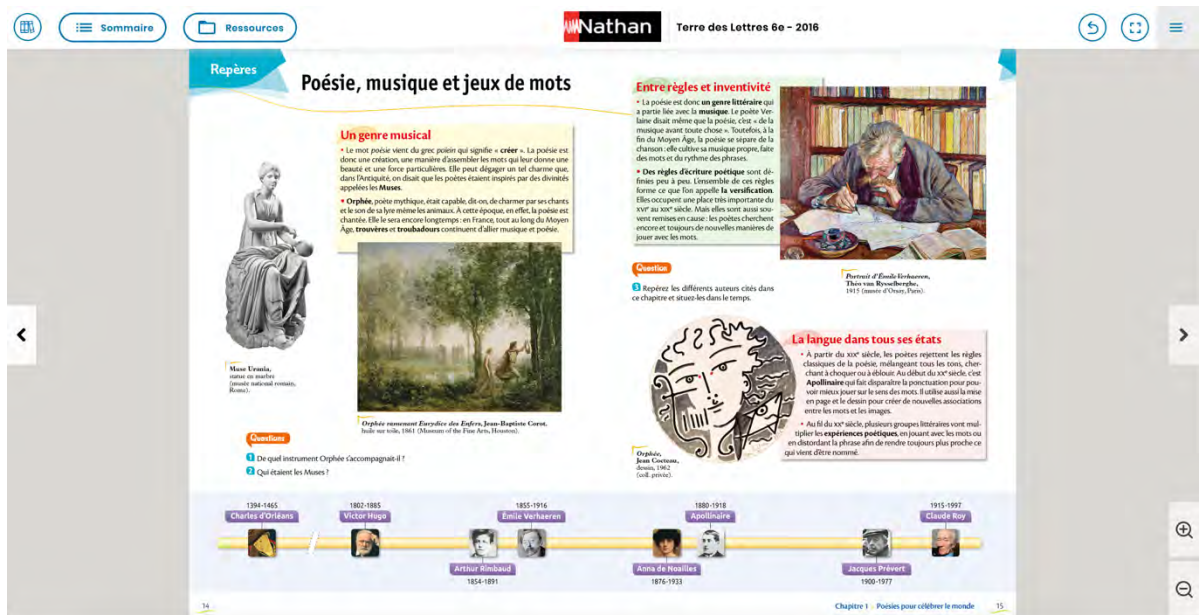 Sommaire
Ressources
Nathan
Terre des Lettres 6e - 2016
Repères
Poésie, musique et jeux de mots
Un genre musical
• Le mot poésie vient du grec poiein qui signifie « créer ». La poésie est
donc une création, une manière d'assembler les mots qui leur donne une
beauté et une force particulières. Elle peut dégager un tel charme que,
dans l'Antiquité, on disait que les poètes étaient inspirés par des divinités
appelées les Muses.
• Orphée, poète mythique, était capable, dit-on, de charmer par ses chants
et le son de sa lyre même les animaux. À cette époque, en effet, la poésie est
chantée. Elle le sera encore longtemps : en France, tout au long du Moyen
Âge, trouvères et troubadours continuent d'allier musique et poésie.
Muse Urania,
statue en marbre
(musée national romain,
Rome).
Orphée ramenant Eurydice des Enfers, Jean-Baptiste Corot,
huile sur toile, 1861 (Museum of the Fine Arts, Houston).
Questions
1 De quel instrument Orphée s'accompagnait-il ?
2 Qui étaient les Muses ?
Entre règles et inventivité
• La poésie est donc un genre littéraire qui
a partie liée avec la musique. Le poète Ver-
laine disait même que la poésie, c'est « de la
musique avant toute chose ». Toutefois, à la
fin du Moyen Âge, la poésie se sépare de la
chanson : elle cultive sa musique propre, faite
des mots et du rythme des phrases.
• Des règles d'écriture poétique sont dé-
finies peu à peu. L'ensemble de ces règles
forme ce que l'on appelle la versification.
Elles occupent une place très importante du
XVIe au XIXe siècle. Mais elles sont aussi sou-
vent remises en cause : les poètes cherchent
encore et toujours de nouvelles manières de
jouer avec les mots.
Question
3 Repérez les différents auteurs cités dans
ce chapitre et situez-les dans le temps.
Portrait d'Émile Verhaeren,
Théo van Rysselberghe,
1915 (musée d'Orsay, Paris).
La langue dans tous ses états
• À partir du XIXe siècle, les poètes rejettent les règles
classiques de la poésie, mélangeant tous les tons, cher-
chant à choquer ou à éblouir. Au début du XXe siècle, c'est
Apollinaire qui fait disparaître la ponctuation pour pou-
voir mieux jouer sur le sens des mots. Il utilise aussi la mise
en page et le dessin pour créer de nouvelles associations
entre les mots et les images.
• Au fil du XXe siècle, plusieurs groupes littéraires vont mul-
tiplier les expériences poétiques, en jouant avec les mots ou
en distordant la phrase afin de rendre toujours plus proche ce
qui vient d'être nommé.
Orphée,
Jean Cocteau,
dessin, 1962
(coll. privée).
1394-1465
Charles d'Orléans
1802-1885
Victor Hugo
1855-1916
Émile Verhaeren
1880-1918
Apollinaire
1915-1997
Claude Roy
Arthur Rimbaud
1854-1891
Anna de Noailles
1876-1933
Jacques Prévert
1900-1977
14
Chapitre 1 Poésies pour célébrer le monde 15